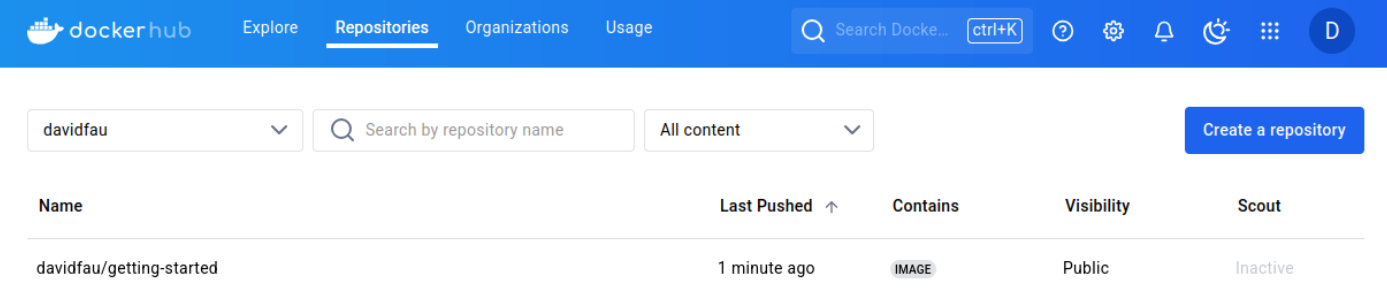 dockerhub Explore Repositories Organizations Usage Search Docke... ctrl+K D
davidfau Search by repository name All content Create a repository
Name Last Pushed Contains Visibility Scout
davidfau/getting-started 1 minute ago IMAGE Public Inactive